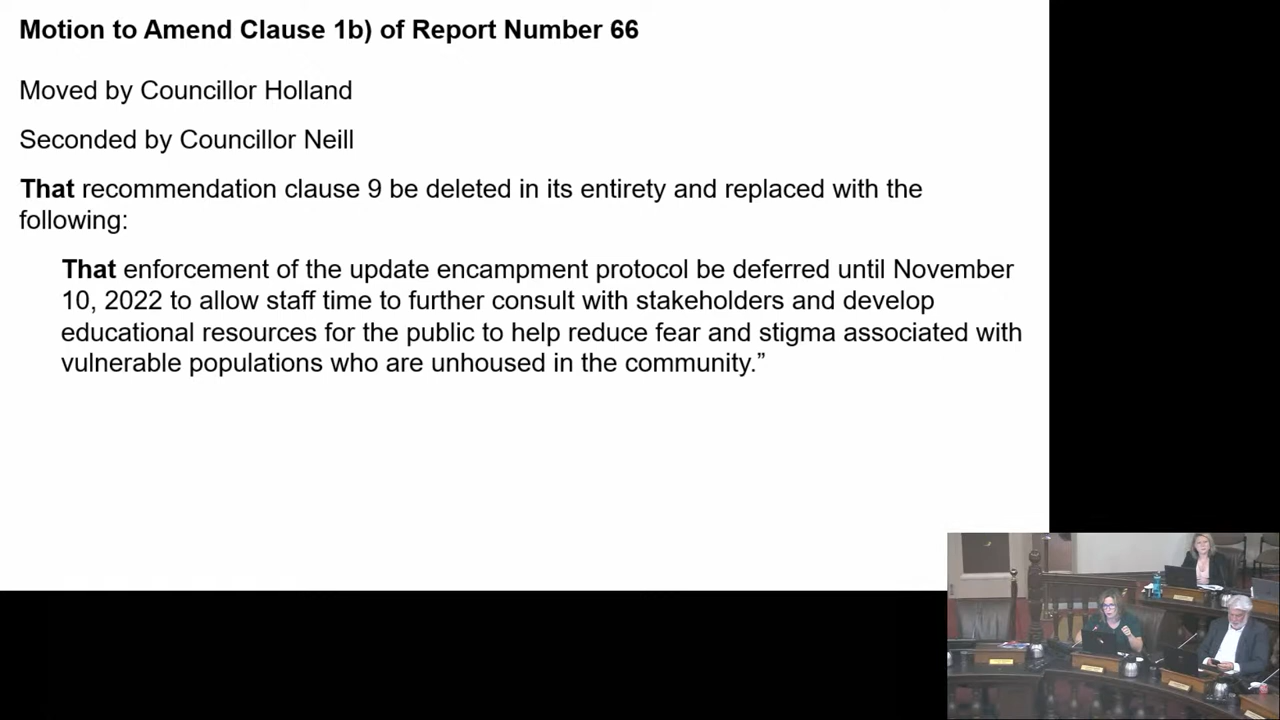 Motion to Amend Clause 1b) of Report Number 66
Moved by Councillor Holland
Seconded by Councillor Neill
That recommendation clause 9 be deleted in its entirety and replaced with the
following:
That enforcement of the update encampment protocol be deferred until November
10, 2022 to allow staff time to further consult with stakeholders and develop
educational resources for the public to help reduce fear and stigma associated with
vulnerable populations who are unhoused in the community.”